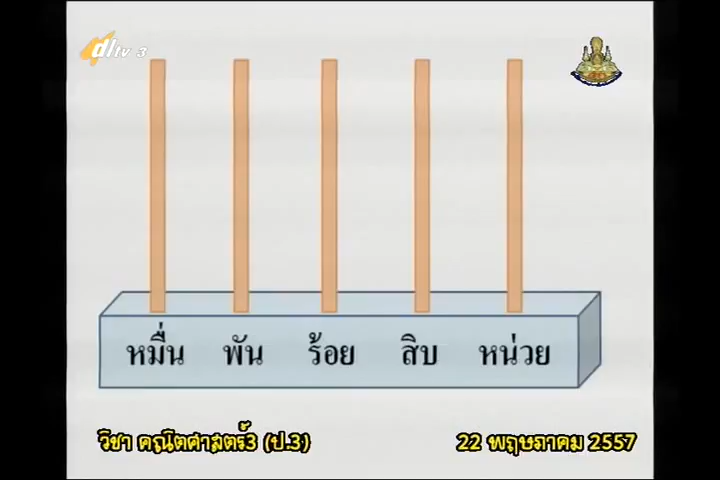 dltv 3
หมื่น พัน ร้อย สิบ หน่วย
วิชา คณิตศาสตร์3 (ป.3) 22 พฤษภาคม 2557